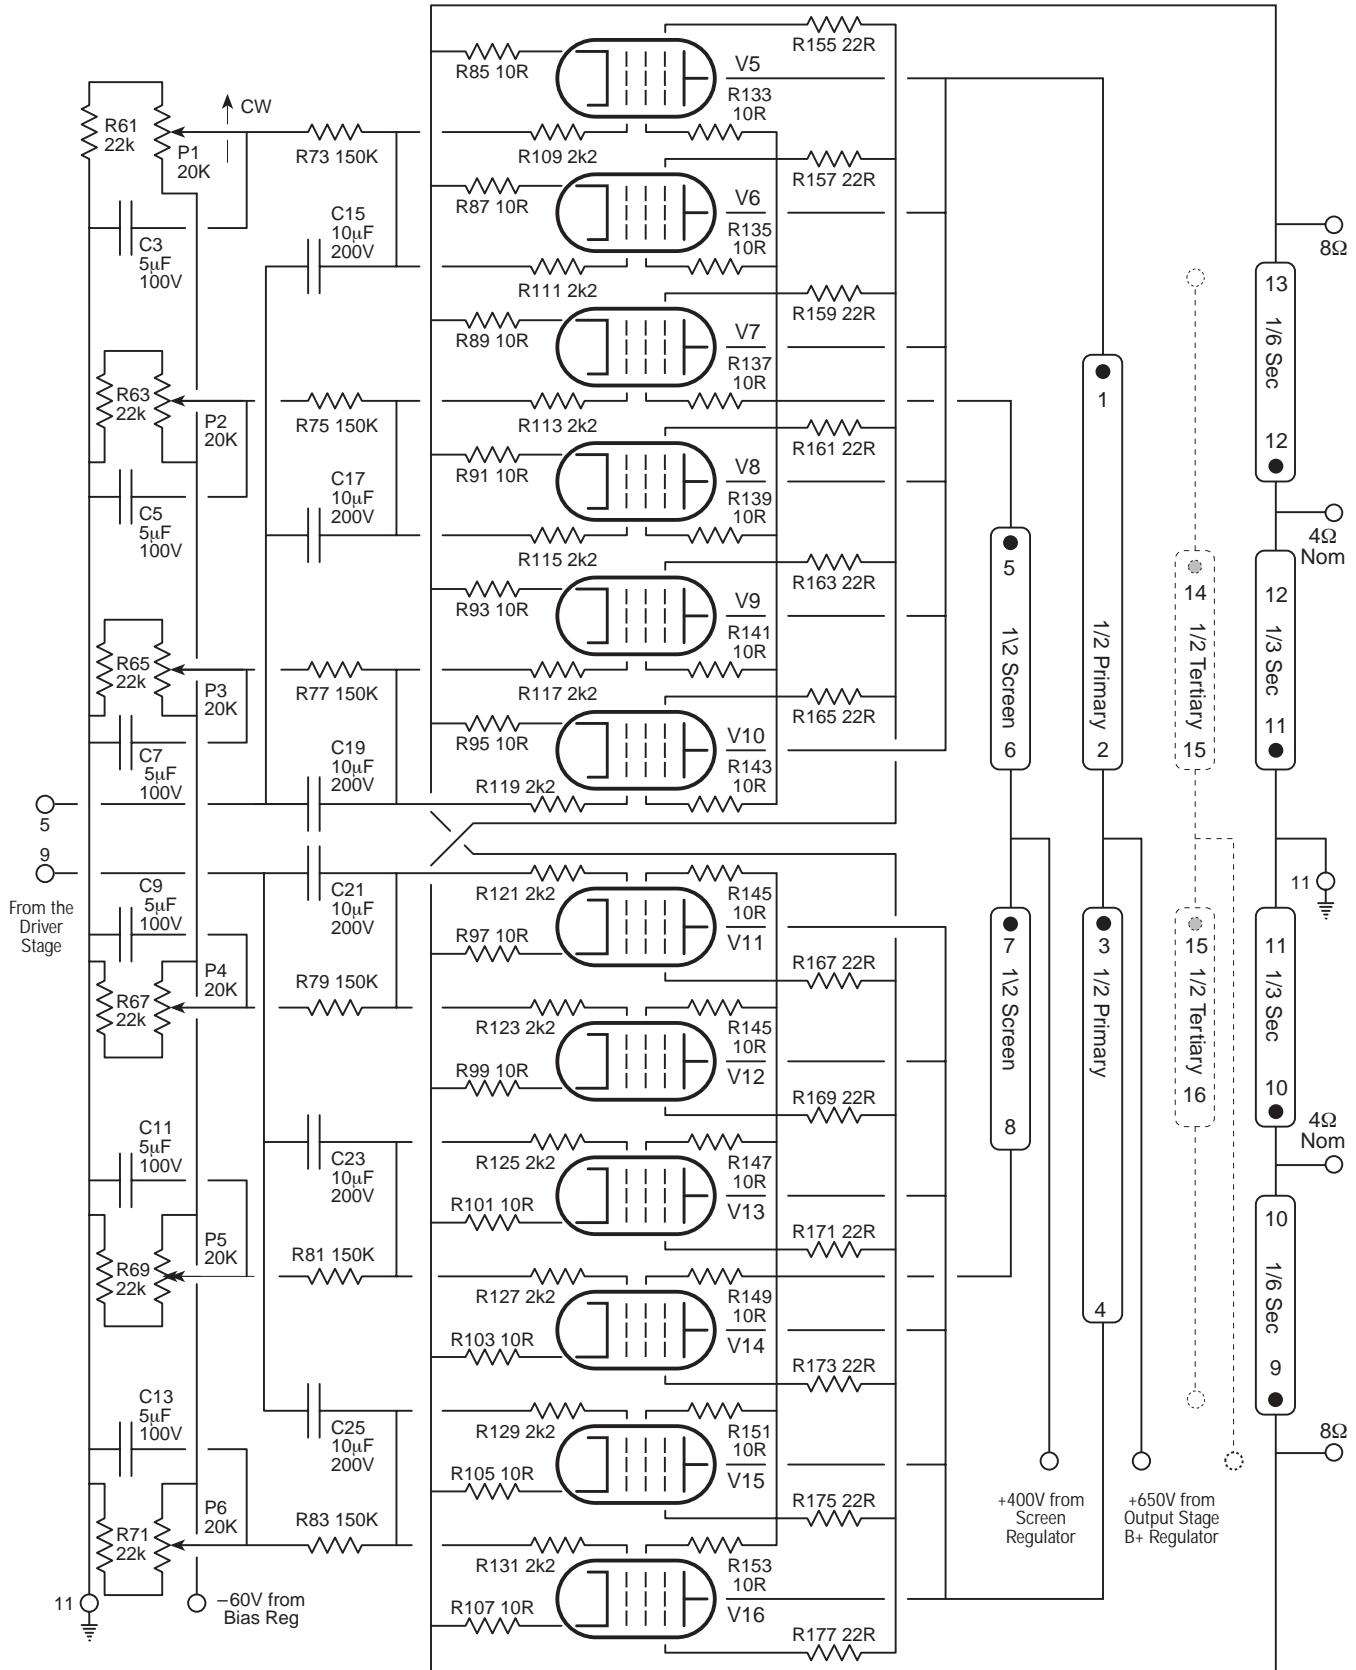 R155 22R
R85 10R
V5
R133
10R
CW
R61
22k
P1
20K
R73 150K
R109 2k2
R157 22R
R87 10R
V6
R135
10R
C3
5µF
100V
C15
10µF
200V
R111 2k2
R159 22R
8Ω
13
1/6 Sec
12
R89 10R
V7
R137
10R
R63
22k
P2
20K
R75 150K
R113 2k2
R161 22R
1
1/2 Primary
2
R91 10R
V8
R139
10R
C5
5µF
100V
C17
10µF
200V
R115 2k2
R163 22R
4Ω
Nom
5
1\2 Screen
6
14
1/2 Tertiary
15
12
1/3 Sec
11
R93 10R
V9
R141
10R
R65
22k
P3
20K
R77 150K
R117 2k2
R165 22R
R95 10R
V10
R143
10R
C7
5µF
100V
C19
10µF
200V
R119 2k2
5
9
From the
Driver
Stage
C9
5µF
100V
C21
10µF
200V
R121 2k2
R145
10R
V11
11
R97 10R
R167 22R
7
1\2 Screen
8
3
1/2 Primary
4
15
1/2 Tertiary
16
11
1/3 Sec
10
P4
20K
R67
22k
R79 150K
R123 2k2
R145
10R
V12
R99 10R
R169 22R
4Ω
Nom
C11
5µF
100V
C23
10µF
200V
R125 2k2
R147
10R
V13
R101 10R
R171 22R
10
1/6 Sec
9
P5
20K
R69
22k
R81 150K
R127 2k2
R149
10R
V14
R103 10R
R173 22R
C13
5µF
100V
C25
10µF
200V
R129 2k2
R151
10R
V15
R105 10R
R175 22R
8Ω
+400V from
Screen
Regulator
+650V from
Output Stage
B+ Regulator
P6
20K
R71
22k
R83 150K
R131 2k2
R153
10R
V16
R107 10R
R177 22R
11
–60V from
Bias Reg